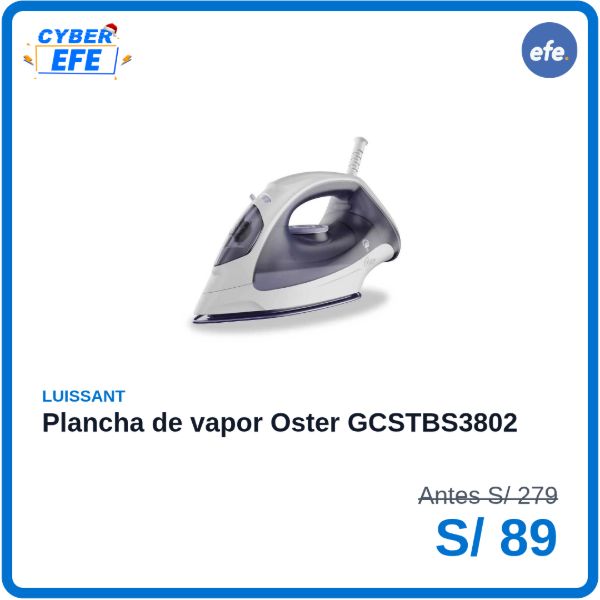 CYBER
EFE
efe.
LUISSANT
Plancha de vapor Oster GCSTBS3802
Antes S/ 279
S/ 89